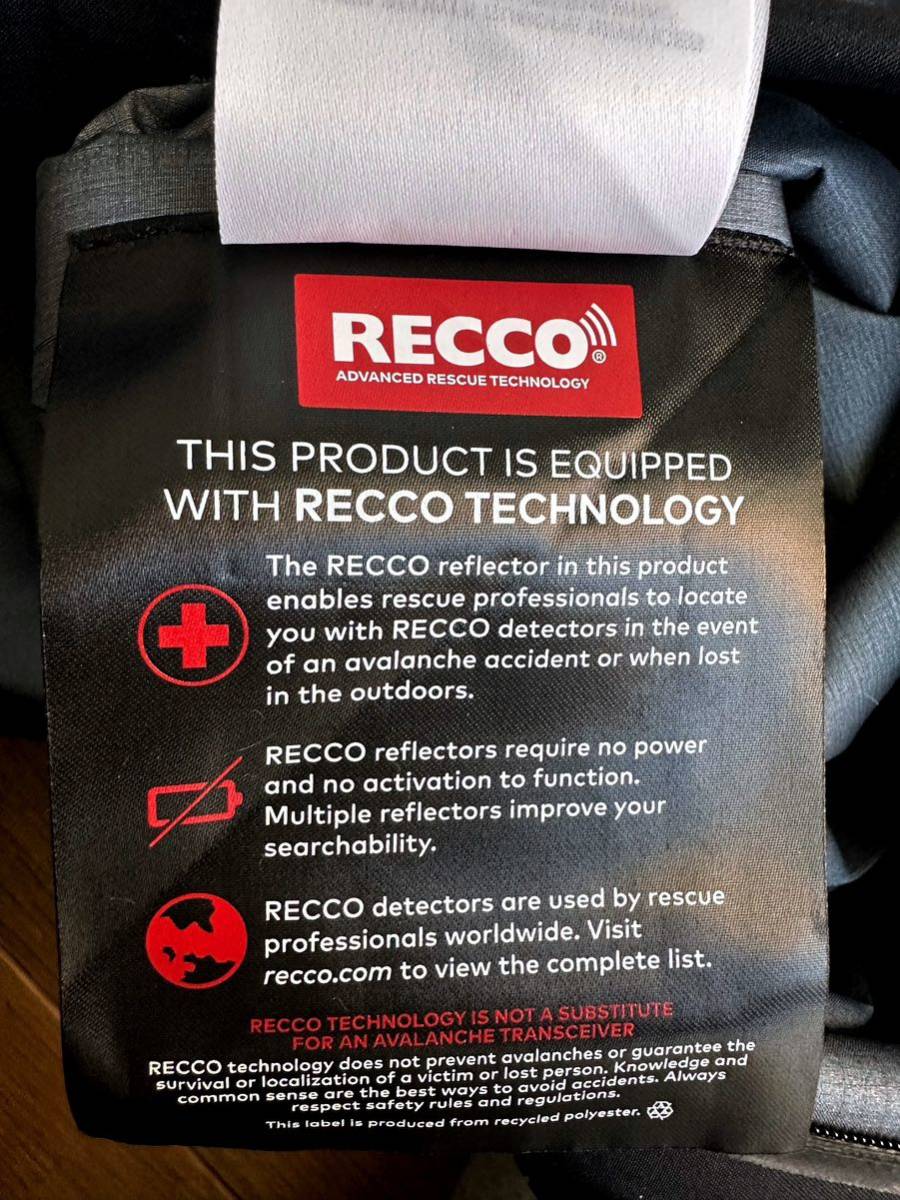 RECCO®
ADVANCED RESCUE TECHNOLOGY
THIS PRODUCT IS EQUIPPED
WITH RECCO TECHNOLOGY
The RECCO reflector in this product
enables rescue professionals to locate
you with RECCO detectors in the event
of an avalanche accident or when lost
in the outdoors.
RECCO reflectors require no power
and no activation to function.
Multiple reflectors improve your
searchability.
RECCO detectors are used by rescue
professionals worldwide. Visit
recco.com to view the complete list.
RECCO TECHNOLOGY IS NOT A SUBSTITUTE
FOR AN AVALANCHE TRANSCEIVER
RECCO technology does not prevent avalanches or guarantee the
survival or localization of a victim or lost person. Knowledge and
common sense are the best ways to avoid accidents. Always
respect safety rules and regulations.
This label is produced from recycled polyester.